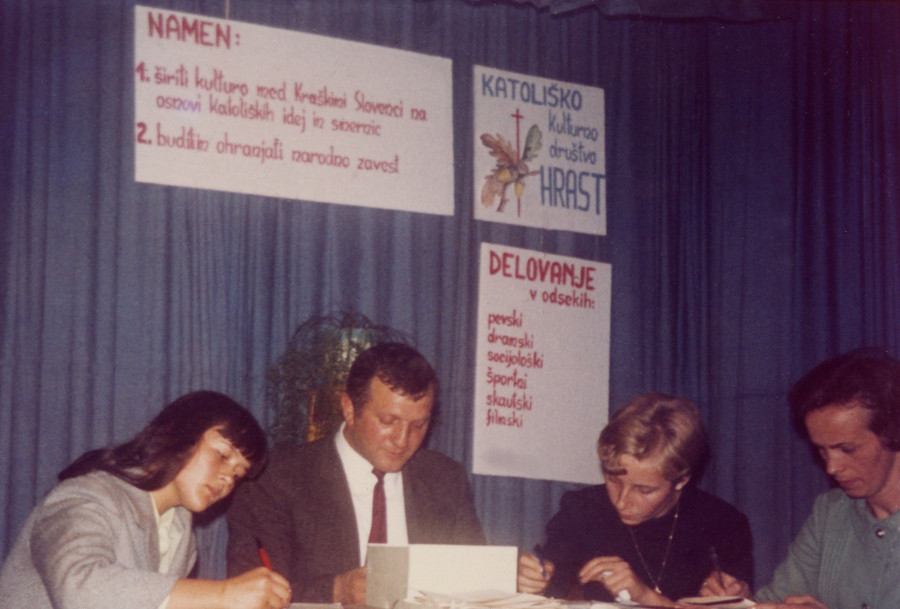 NAMEN:
1. širiti kulturo med Kraškimi Slovenci na
osnovi katoliških idej in smernic
2. buditi in ohranjati narodno zavest
KATOLIŠKO
kulturno
društvo
HRAST
DELOVANJE
v odsekih:
pevski
dramski
socijološki
športni
skavtski
filmski